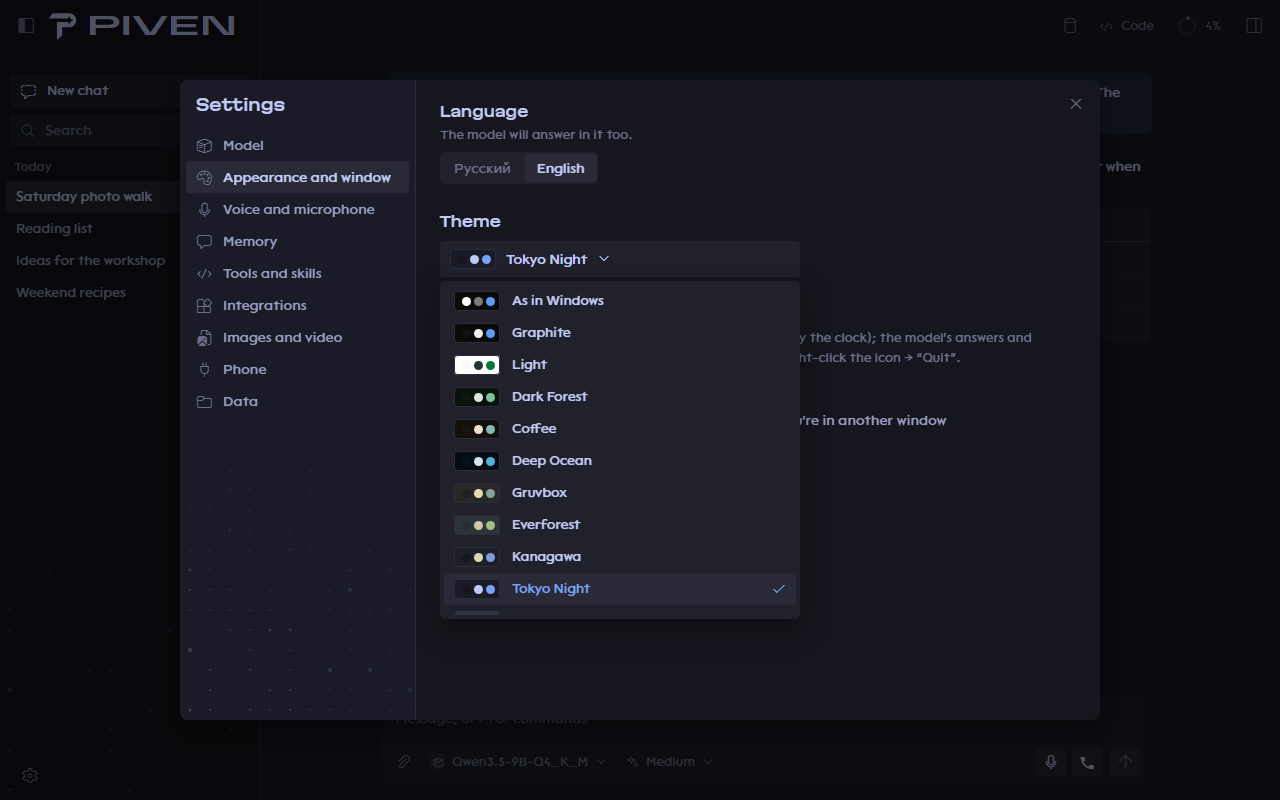 PIVEN
Code
4%
New chat
Search
Today
Saturday photo walk
Reading list
Ideas for the workshop
Weekend recipes
Settings
Model
Appearance and window
Voice and microphone
Memory
Tools and skills
Integrations
Images and video
Phone
Data
Language
The model will answer in it too.
Русский
English
Theme
Tokyo Night
As in Windows
Graphite
Light
Dark Forest
Coffee
Deep Ocean
Gruvbox
Everforest
Kanagawa
Tokyo Night
The
when
y the clock); the model's answers and
ht-click the icon → “Quit”.
're in another window
Message, or / for commands
Qwen3.5-9B-Q4_K_M
Medium